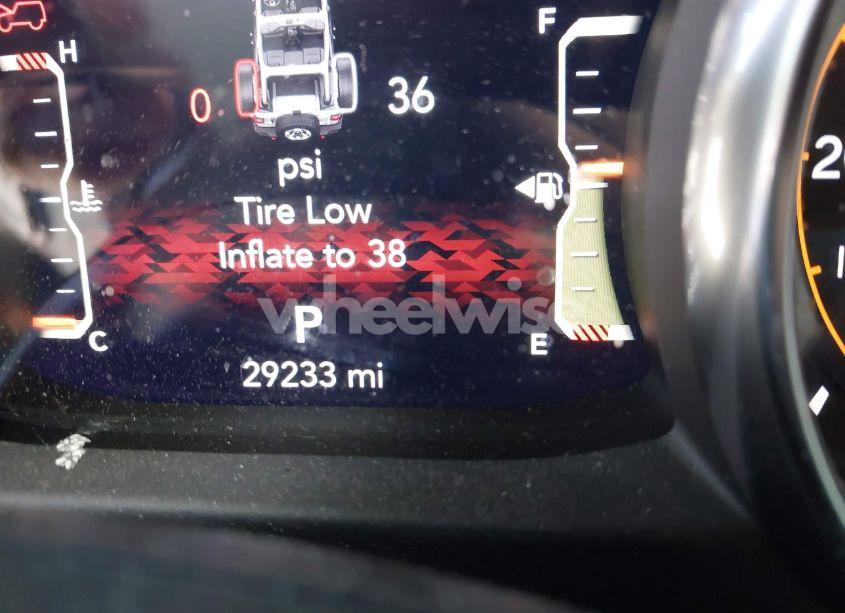 H
F
0
36
psi
Tire Low
Inflate to 38
wheelwise
P
E
C
29233 mi